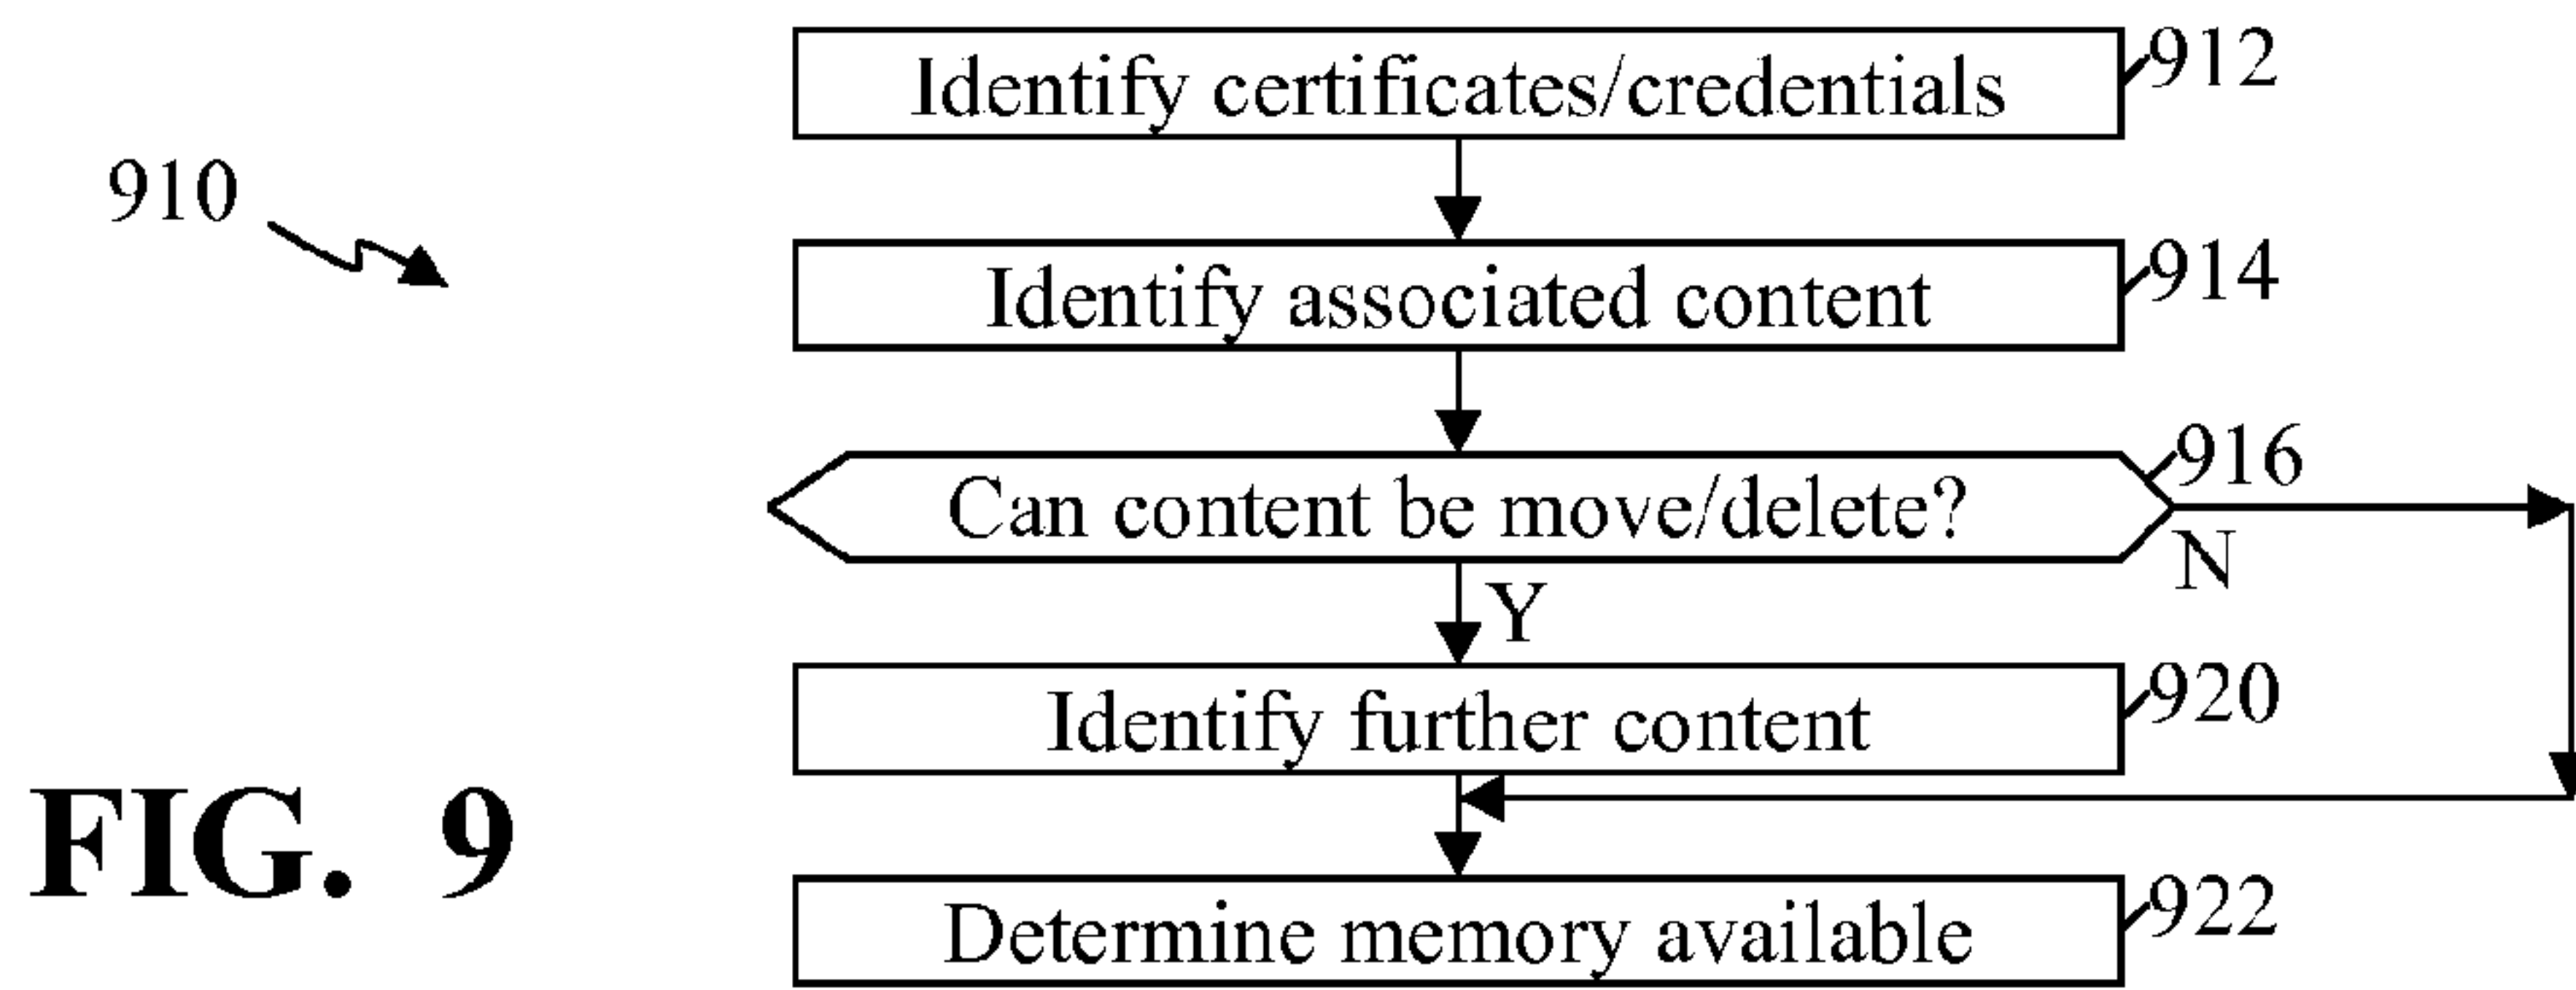 Identify certificates/credentials
912
910
Identify associated content
914
Can content be move/delete?
916
N
Y
Identify further content
920
FIG. 9
Determine memory available
922